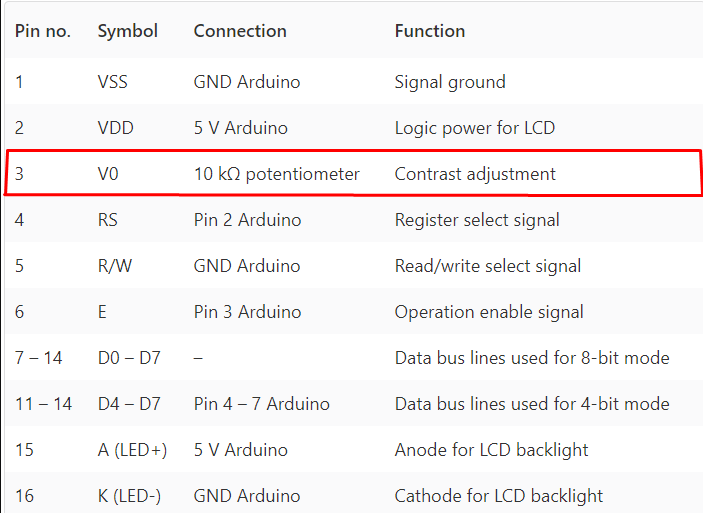 Pin no. Symbol Connection Function
1 VSS GND Arduino Signal ground
2 VDD 5 V Arduino Logic power for LCD
3 V0 10 kΩ potentiometer Contrast adjustment
4 RS Pin 2 Arduino Register select signal
5 R/W GND Arduino Read/write select signal
6 E Pin 3 Arduino Operation enable signal
7 – 14 D0 – D7 – Data bus lines used for 8-bit mode
11 – 14 D4 – D7 Pin 4 – 7 Arduino Data bus lines used for 4-bit mode
15 A (LED+) 5 V Arduino Anode for LCD backlight
16 K (LED-) GND Arduino Cathode for LCD backlight